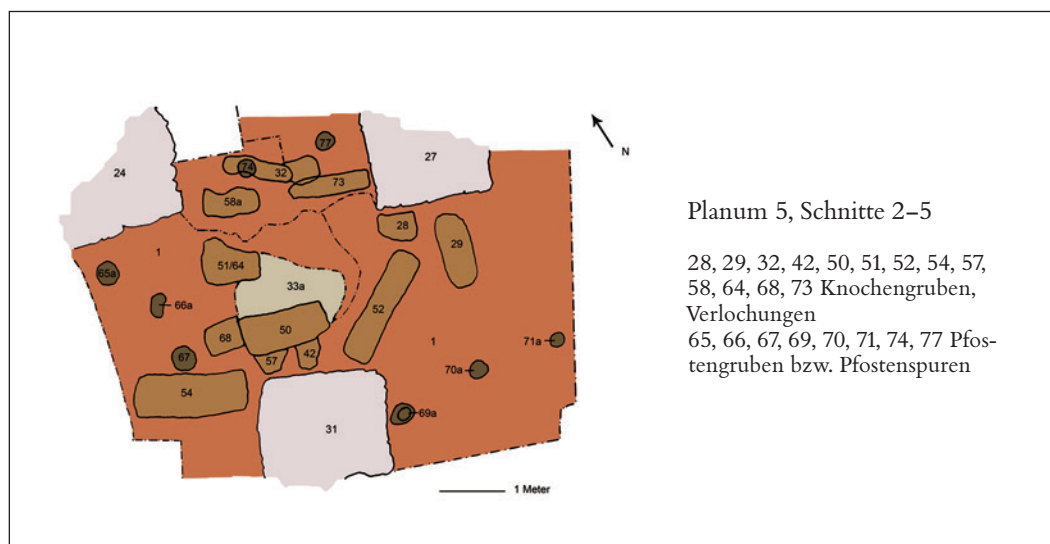 77
24
27
74
32
73
58a
N
28
29
1
51/64
65a
33a
66a
52
50
68
1
67
57
42
71a
70a
54
69a
31
1 Meter
Planum 5, Schnitte 2–5
28, 29, 32, 42, 50, 51, 52, 54, 57,
58, 64, 68, 73 Knochengruben,
Verlochungen
65, 66, 67, 69, 70, 71, 74, 77 Pfos-
tengruben bzw. Pfostenspuren